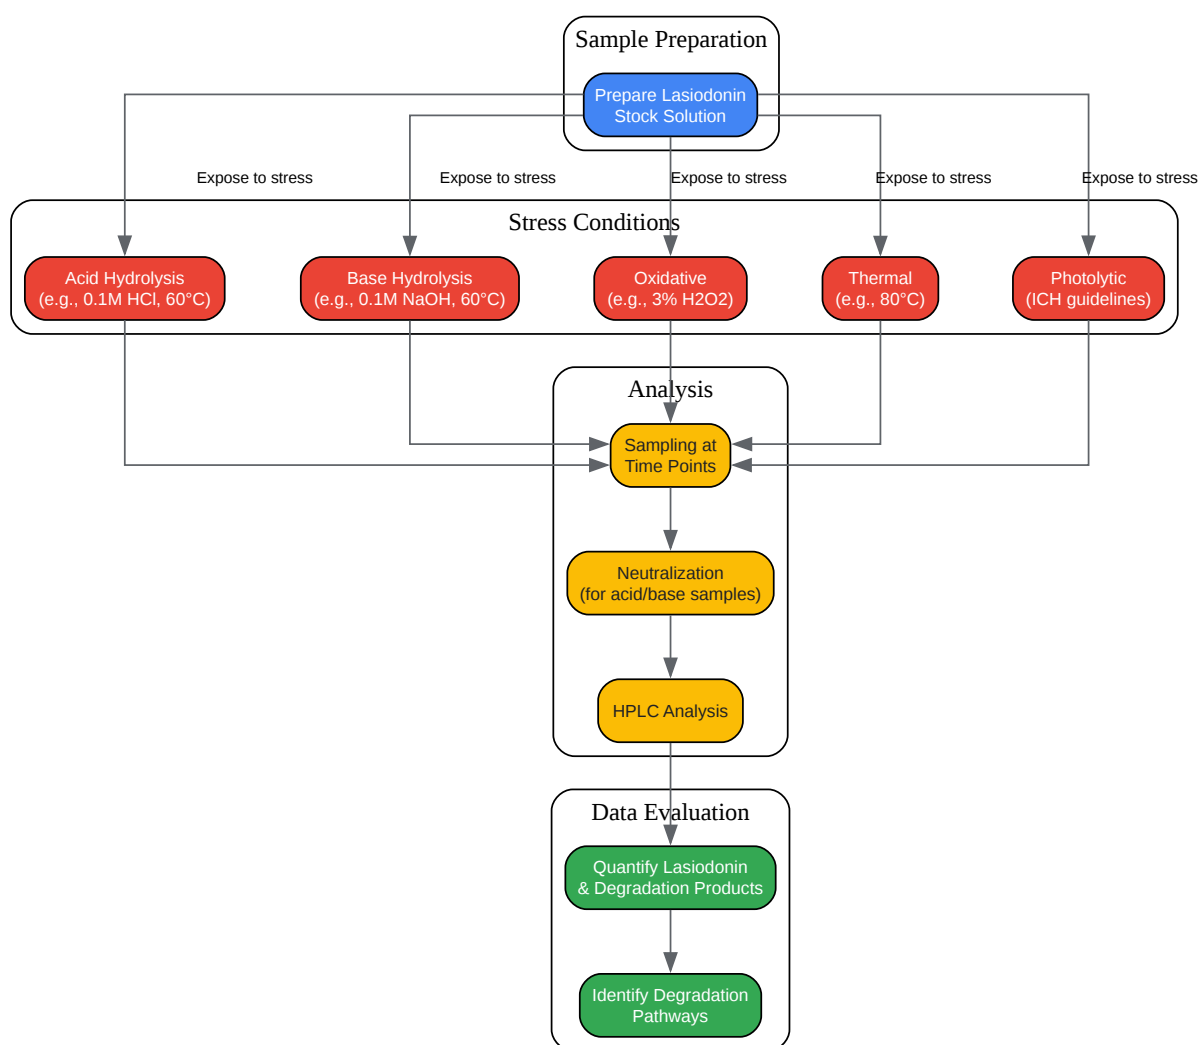 Sample Preparation
Prepare Lasiodonin
Stock Solution
Expose to stress
Expose to stress
Expose to stress
Expose to stress
Expose to stress
Stress Conditions
Acid Hydrolysis
(e.g., 0.1M HCl, 60°C)
Base Hydrolysis
(e.g., 0.1M NaOH, 60°C)
Oxidative
(e.g., 3% H2O2)
Thermal
(e.g., 80°C)
Photolytic
(ICH guidelines)
Analysis
Sampling at
Time Points
Neutralization
(for acid/base samples)
HPLC Analysis
Data Evaluation
Quantify Lasiodonin
& Degradation Products
Identify Degradation
Pathways